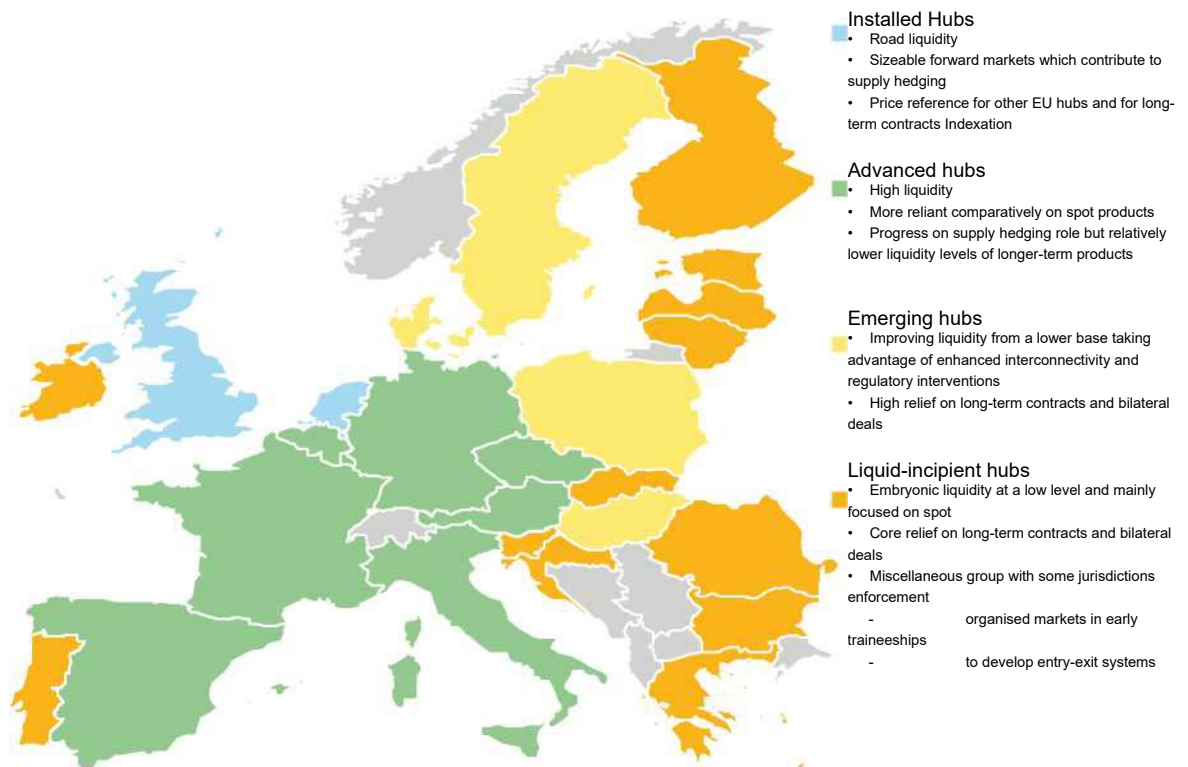 Installed Hubs
• Road liquidity
• Sizeable forward markets which contribute to
supply hedging
• Price reference for other EU hubs and for long-
term contracts Indexation
Advanced hubs
• High liquidity
• More reliant comparatively on spot products
• Progress on supply hedging role but relatively
lower liquidity levels of longer-term products
Emerging hubs
• Improving liquidity from a lower base taking
advantage of enhanced interconnectivity and
regulatory interventions
• High relief on long-term contracts and bilateral
deals
Liquid-incipient hubs
• Embryonic liquidity at a low level and mainly
focused on spot
• Core relief on long-term contracts and bilateral
deals
• Miscellaneous group with some jurisdictions
enforcement
- organised markets in early
traineeships
- to develop entry-exit systems